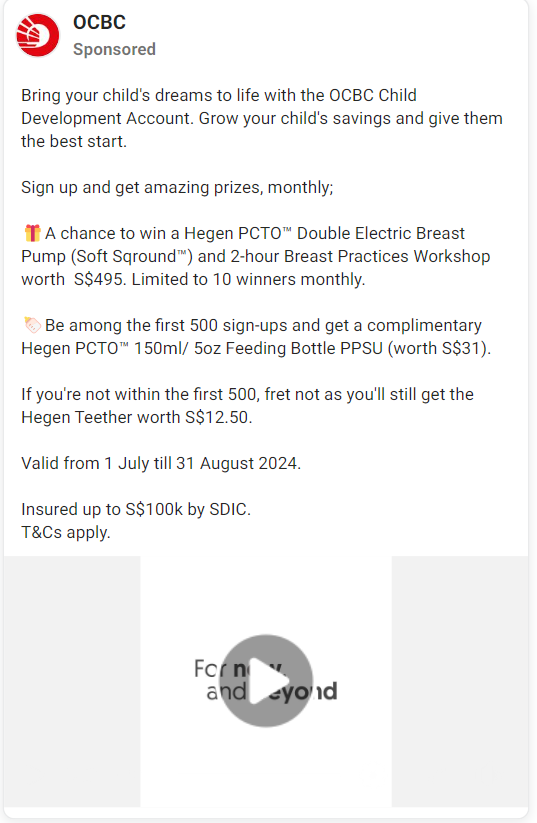 OCBC
Sponsored
Bring your child's dreams to life with the OCBC Child
Development Account. Grow your child's savings and give them
the best start.
Sign up and get amazing prizes, monthly;
🎁 A chance to win a Hegen PCTO™ Double Electric Breast
Pump (Soft Sqround™) and 2-hour Breast Practices Workshop
worth  S$495. Limited to 10 winners monthly.
🍼 Be among the first 500 sign-ups and get a complimentary
Hegen PCTO™ 150ml/ 5oz Feeding Bottle PPSU (worth S$31).
If you're not within the first 500, fret not as you'll still get the
Hegen Teether worth S$12.50.
Valid from 1 July till 31 August 2024.
Insured up to S$100k by SDIC.
T&Cs apply.
For now,
and beyond